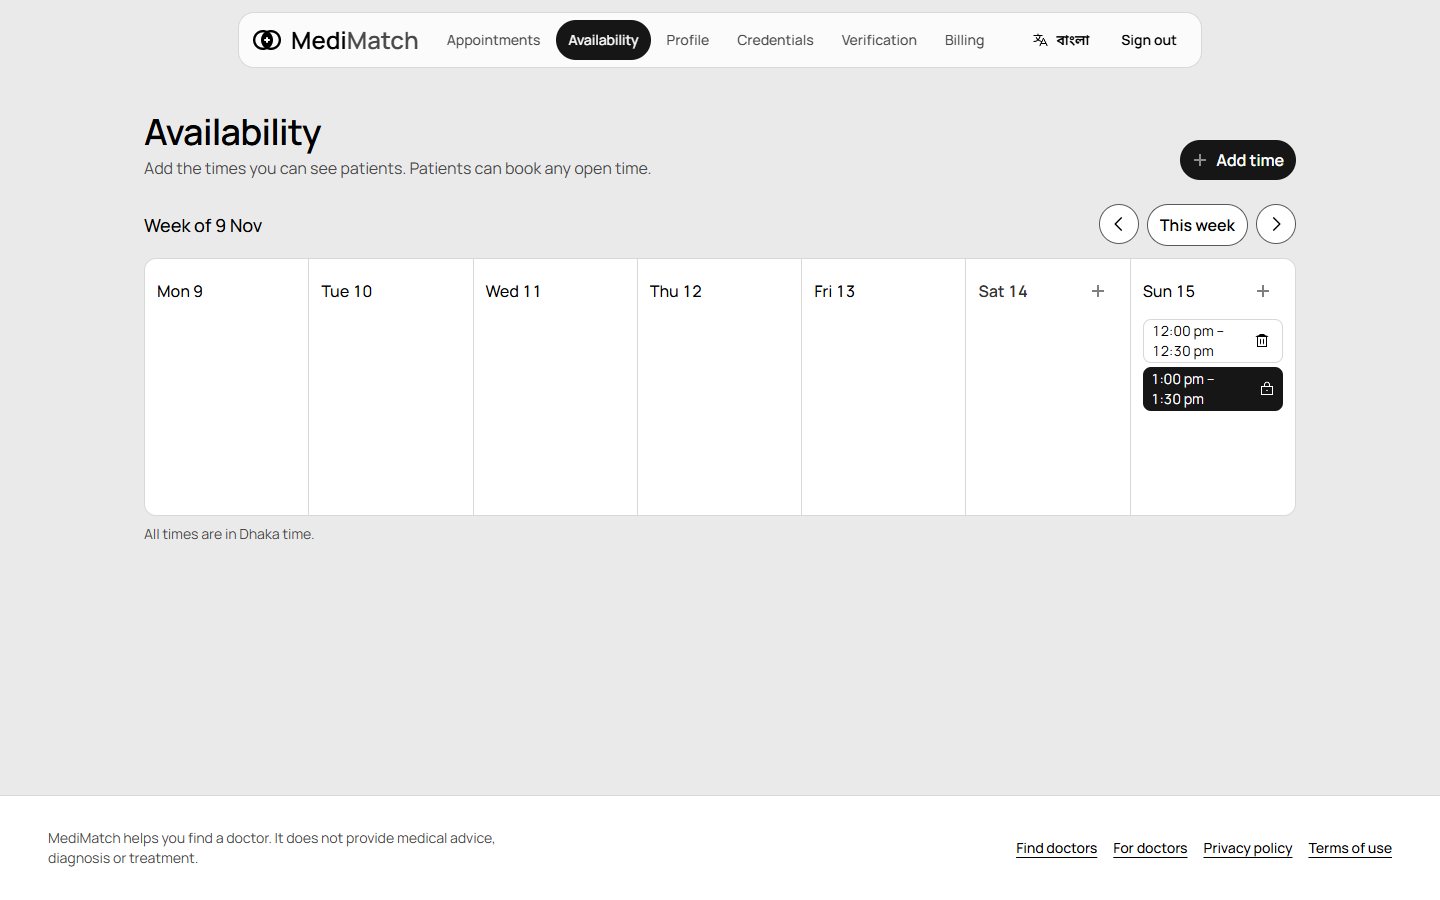 MediMatch
Appointments
Availability
Profile
Credentials
Verification
Billing
বাংলা
Sign out
Availability
Add the times you can see patients. Patients can book any open time.
Add time
Week of 9 Nov
This week
Mon 9
Tue 10
Wed 11
Thu 12
Fri 13
Sat 14
Sun 15
12:00 pm –
12:30 pm
1:00 pm –
1:30 pm
All times are in Dhaka time.
MediMatch helps you find a doctor. It does not provide medical advice,
diagnosis or treatment.
Find doctors
For doctors
Privacy policy
Terms of use